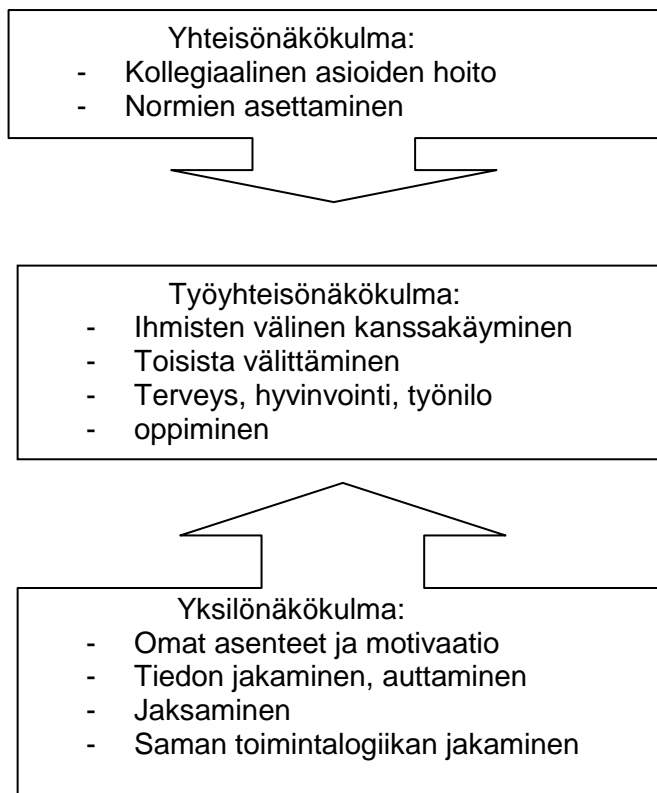 Yhteisönäkökulma:
- Kollegiaalinen asioiden hoito
- Normien asettaminen
Työyhteisönäkökulma:
- Ihmisten välinen kanssakäyminen
- Toisista välittäminen
- Terveys, hyvinvointi, työnilo
- oppiminen
Yksilönäkökulma:
- Omat asenteet ja motivaatio
- Tiedon jakaminen, auttaminen
- Jaksaminen
- Saman toimintalogiikan jakaminen